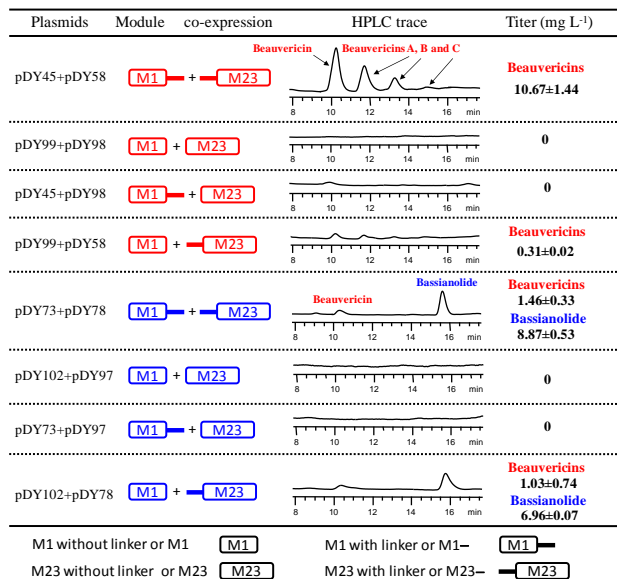 Plasmids Module co-expression HPLC trace Titer (mg L-1)
Beauvericin Beauvericins A, B and C
pDY45+pDY58 M1 + M23 Beauvericins
10.67±1.44
8 10 12 14 16 min
pDY99+pDY98 M1 + M23 0
8 10 12 14 16 min
pDY45+pDY98 M1 + M23 0
8 10 12 14 16 min
pDY99+pDY58 M1 + M23 Beauvericins
0.31±0.02
8 10 12 14 16 min
Beauvericin Bassianolide Beauvericins
1.46±0.33
pDY73+pDY78 M1 + M23 Bassianolide
8.87±0.53
8 10 12 14 16 min
pDY102+pDY97 M1 + M23 0
8 10 12 14 16 min
pDY73+pDY97 M1 + M23 0
8 10 12 14 16 min
Beauvericins
1.03±0.74
pDY102+pDY78 M1 + M23 Bassianolide
6.96±0.07
8 10 12 14 16 min
M1 without linker or M1 M1 M1 with linker or M1– M1
M23 without linker or M23 M23 M23 with linker or M23– M23